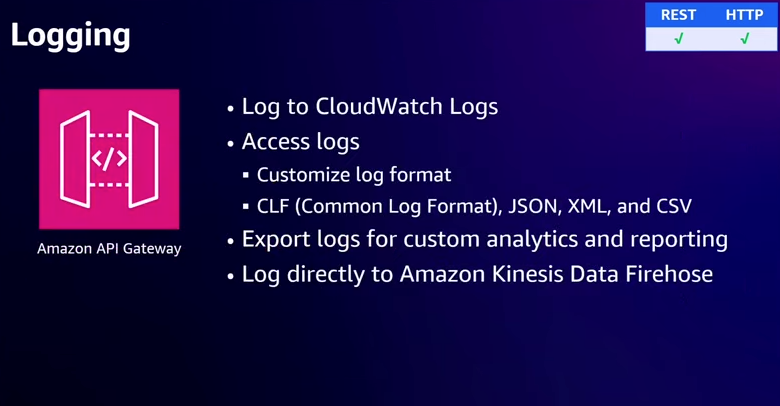 Logging
REST HTTP
√ √
• Log to CloudWatch Logs
• Access logs
▪ Customize log format
▪ CLF (Common Log Format), JSON, XML, and CSV
• Export logs for custom analytics and reporting
• Log directly to Amazon Kinesis Data Firehose
</>
Amazon API Gateway